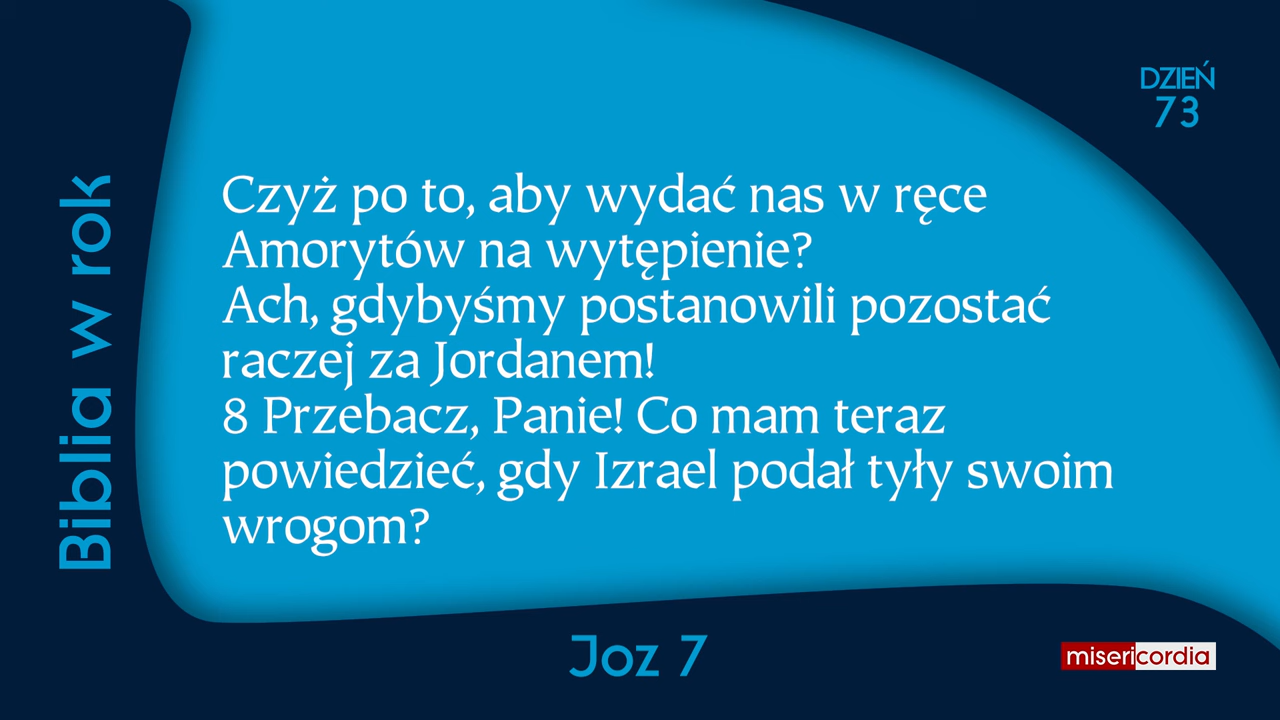 DZIEŃ
73
Biblia w rok
Czyż po to, aby wydać nas w ręce
Amorytów na wytępienie?
Ach, gdybyśmy postanowili pozostać
raczej za Jordanem!
8 Przebacz, Panie! Co mam teraz
powiedzieć, gdy Izrael podał tyły swoim
wrogom?
Joz 7
misericordia